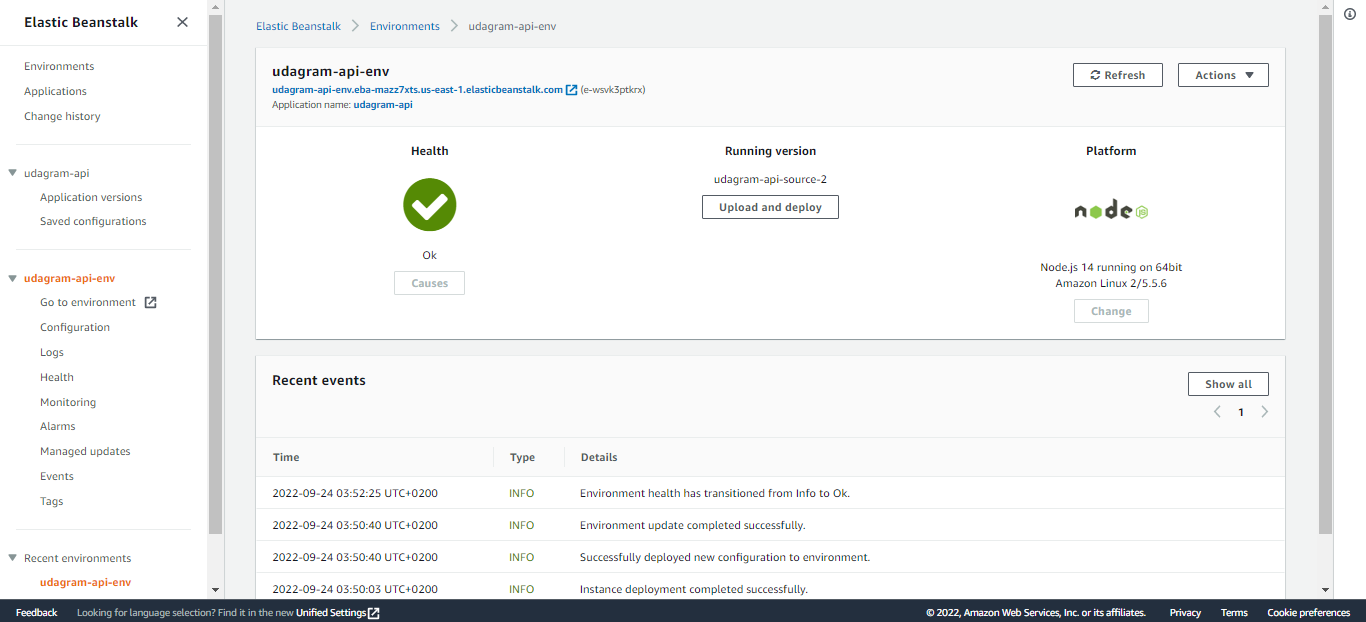 Elastic Beanstalk
Environments
Applications
Change history
udagram-api
Application versions
Saved configurations
udagram-api-env
Go to environment
Configuration
Logs
Health
Monitoring
Alarms
Managed updates
Events
Tags
Recent environments
udagram-api-env
Elastic Beanstalk > Environments > udagram-api-env
udagram-api-env
udagram-api-env.eba-mazz7xts.us-east-1.elasticbeanstalk.com (e-wsvk3ptkrx)
Application name: udagram-api
Refresh
Actions
Health
Ok
Causes
Running version
udagram-api-source-2
Upload and deploy
Platform
node JS
Node.js 14 running on 64bit
Amazon Linux 2/5.5.6
Change
Recent events
Show all
1
Time Type Details
2022-09-24 03:52:25 UTC+0200 INFO Environment health has transitioned from Info to Ok.
2022-09-24 03:50:40 UTC+0200 INFO Environment update completed successfully.
2022-09-24 03:50:40 UTC+0200 INFO Successfully deployed new configuration to environment.
2022-09-24 03:50:03 UTC+0200 INFO Instance deployment completed successfully.
Feedback Looking for language selection? Find it in the new Unified Settings © 2022, Amazon Web Services, Inc. or its affiliates. Privacy Terms Cookie preferences